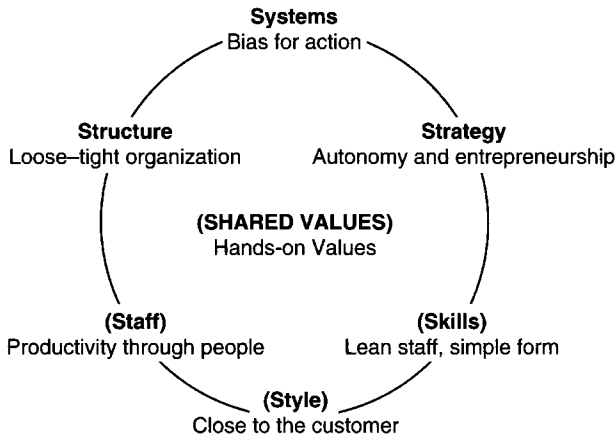 Systems
Bias for action
Structure
Loose–tight organization
Strategy
Autonomy and entrepreneurship
(SHARED VALUES)
Hands-on Values
(Staff)
Productivity through people
(Skills)
Lean staff, simple form
(Style)
Close to the customer